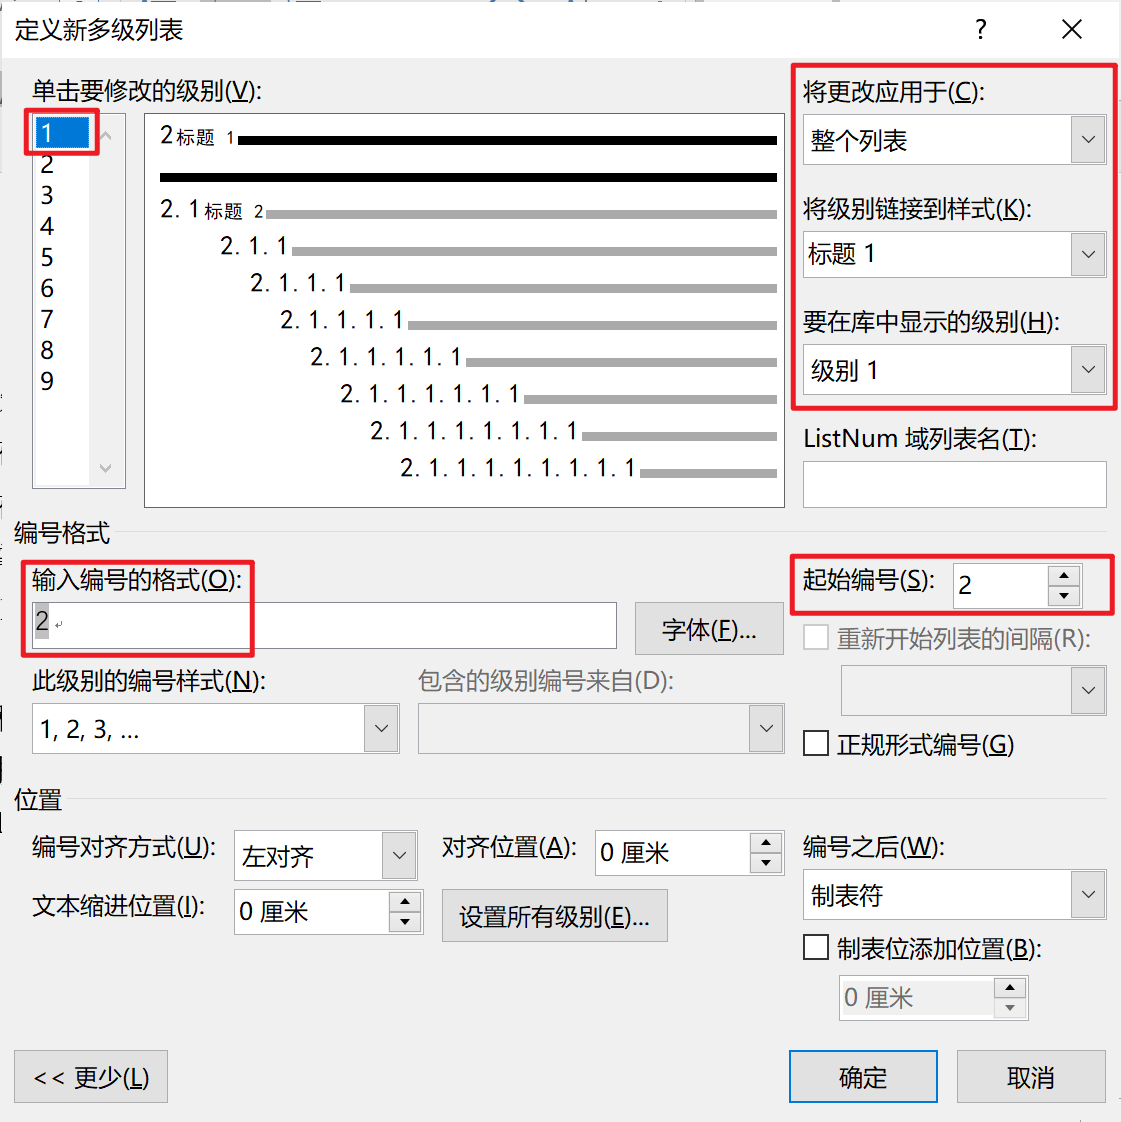 定义新多级列表 ?
单击要修改的级别(V):
1
2
3
4
5
6
7
8
9
2标题 1
2.1标题 2
2.1.1
2.1.1.1
2.1.1.1.1
2.1.1.1.1.1
2.1.1.1.1.1.1
2.1.1.1.1.1.1.1
2.1.1.1.1.1.1.1.1
将更改应用于(C):
整个列表
将级别链接到样式(K):
标题 1
要在库中显示的级别(H):
级别 1
ListNum 域列表名(T):
编号格式
输入编号的格式(O):
2
字体(F)...
起始编号(S): 2
重新开始列表的间隔(R):
此级别的编号样式(N):
1, 2, 3, ...
包含的级别编号来自(D):
正规形式编号(G)
位置
编号对齐方式(U): 左对齐
对齐位置(A): 0 厘米
编号之后(W):
制表符
文本缩进位置(I): 0 厘米
设置所有级别(E)...
制表位添加位置(B):
0 厘米
<< 更少(L)
确定
取消